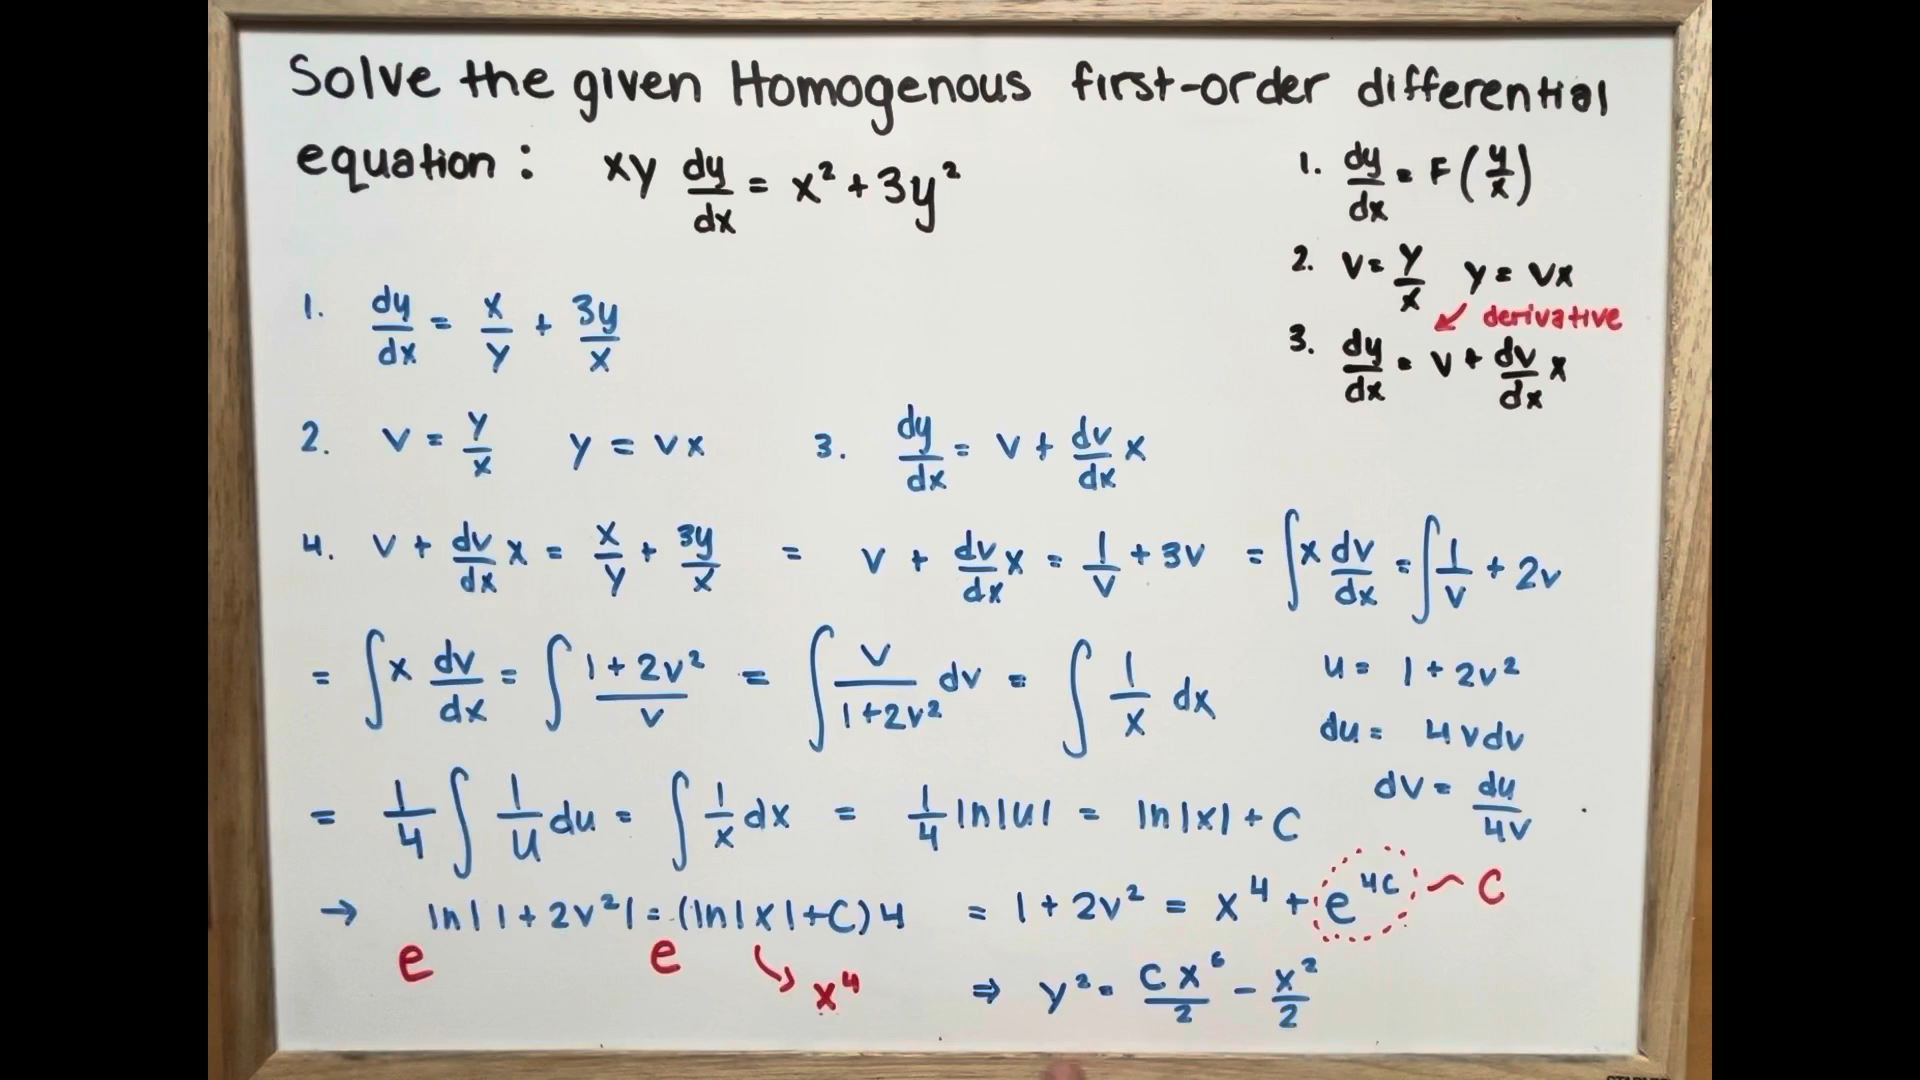 Solve the given Homogenous first-order differential
equation: xy dy/dx = x² + 3y²
1. dy/dx = F(y/x)
2. v = y/x y = vx
derivative
3. dy/dx = v + dv/dx x
1. dy/dx = x/y + 3y/x
2. v = y/x y = vx 3. dy/dx = v + dv/dx x
4. v + dv/dx x = x/y + 3y/x = v + dv/dx x = 1/v + 3v = ∫x dv/dx = ∫1/v + 2v
= ∫x dv/dx = ∫(1+2v²)/v = ∫v/(1+2v²) dv = ∫1/x dx
u = 1 + 2v²
du = 4vdv
dv = du/4v
= 1/4 ∫1/u du = ∫1/x dx = 1/4 ln|u| = ln|x| + C
→ ln|1+2v²| = (ln|x|+C)4 = 1 + 2v² = x⁴ + e⁴ᶜ ~ C
e e ↪ x⁴
⇒ y² = Cx⁶/2 - x²/2